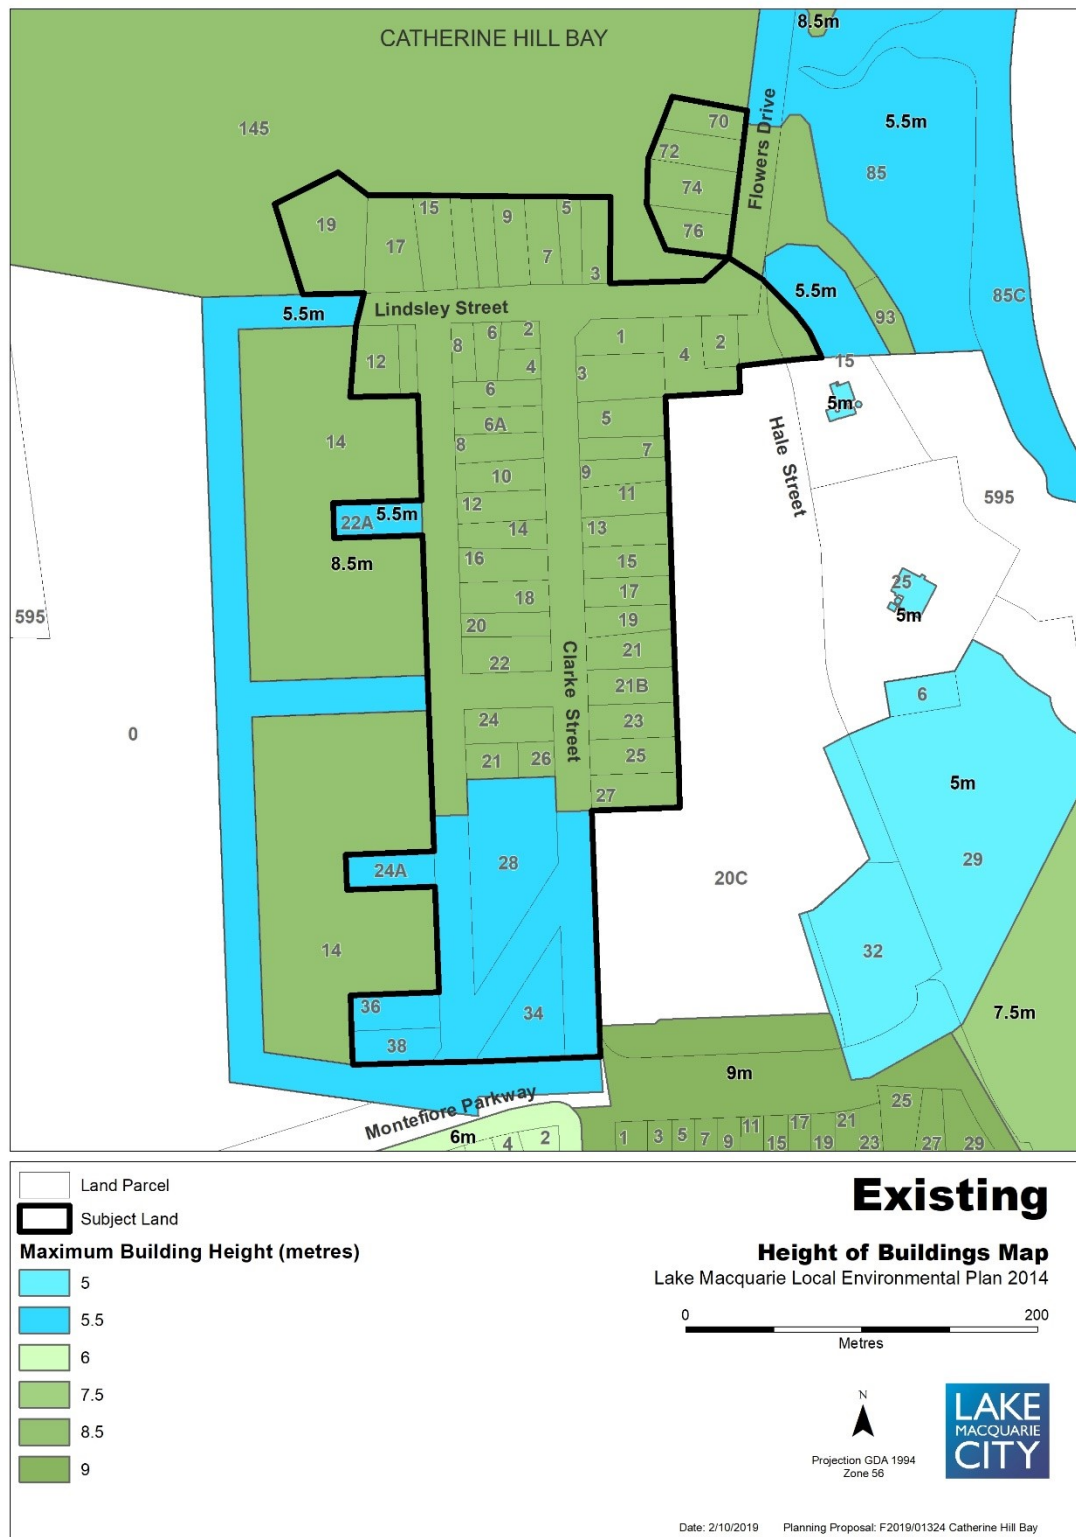 8.5m
CATHERINE HILL BAY
145
70
5.5m
72
Flowers Drive
85
74
15
9
5
19
76
17
7
3
5.5m
85C
5.5m
Lindsley Street
93
6
2
8
1
2
4
12
4
3
15
6
5m
5
6A
Hale Street
14
8
7
10
9
11
595
12
22A
5.5m
14
13
8.5m
16
15
25
18
17
5m
595
20
19
Clarke Street
21
22
21B
6
24
23
0
21
26
25
5m
27
28
29
24A
20C
14
32
36
34
7.5m
38
9m
Montefiore Parkway
25
6m
4
2
1
3
5
7
9
11
15
17
19
21
23
27
29
Land Parcel
Subject Land
Maximum Building Height (metres)
5
5.5
6
7.5
8.5
9
Existing
Height of Buildings Map
Lake Macquarie Local Environmental Plan 2014
0
200
Metres
N
Projection GDA 1994
Zone 56
LAKE
MACQUARIE
CITY
Date: 2/10/2019
Planning Proposal: F2019/01324 Catherine Hill Bay